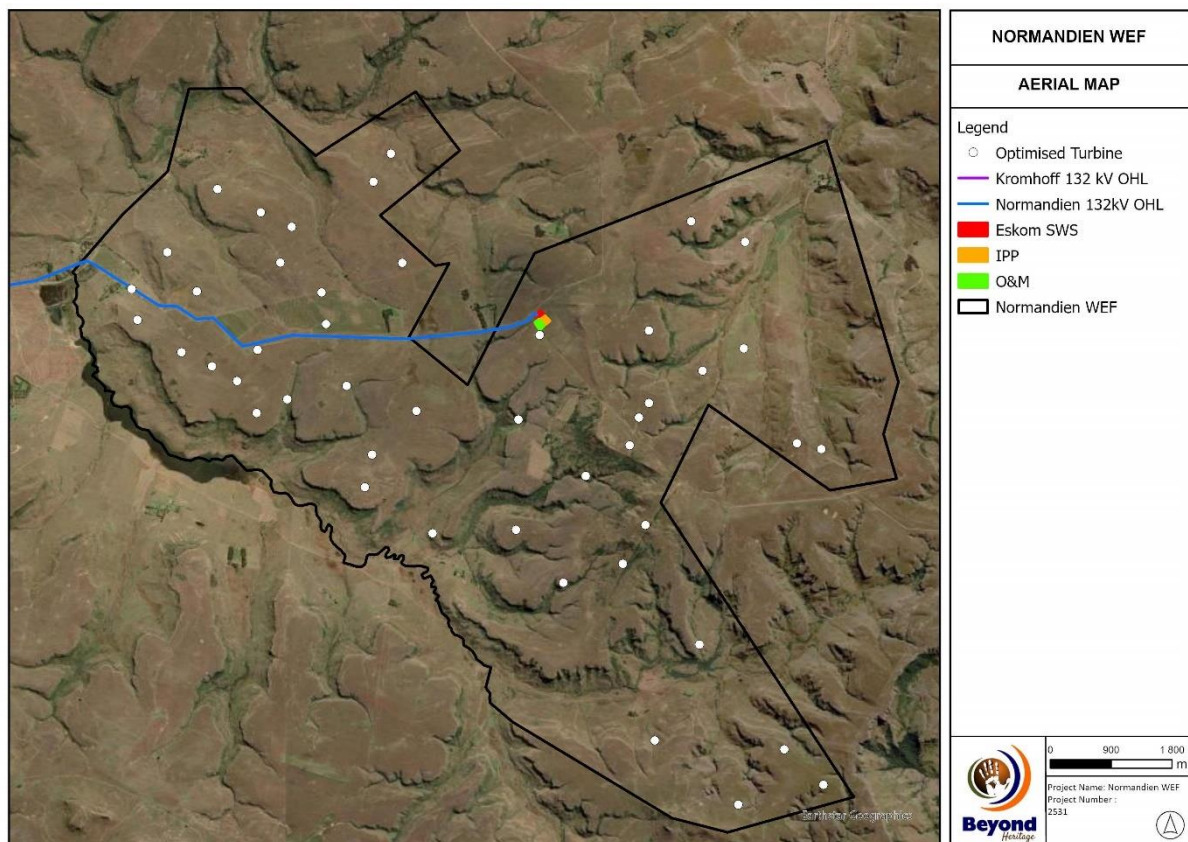 NORMANDIEN WEF
AERIAL MAP
Legend
Optimised Turbine
Kromhoff 132 kV OHL
Normandien 132kV OHL
Eskom SWS
IPP
O&M
Normandien WEF
Earthstar Geographics
0 900 1 800
m
Project Name: Normandien WEF
Project Number :
2531
Beyond
Heritage